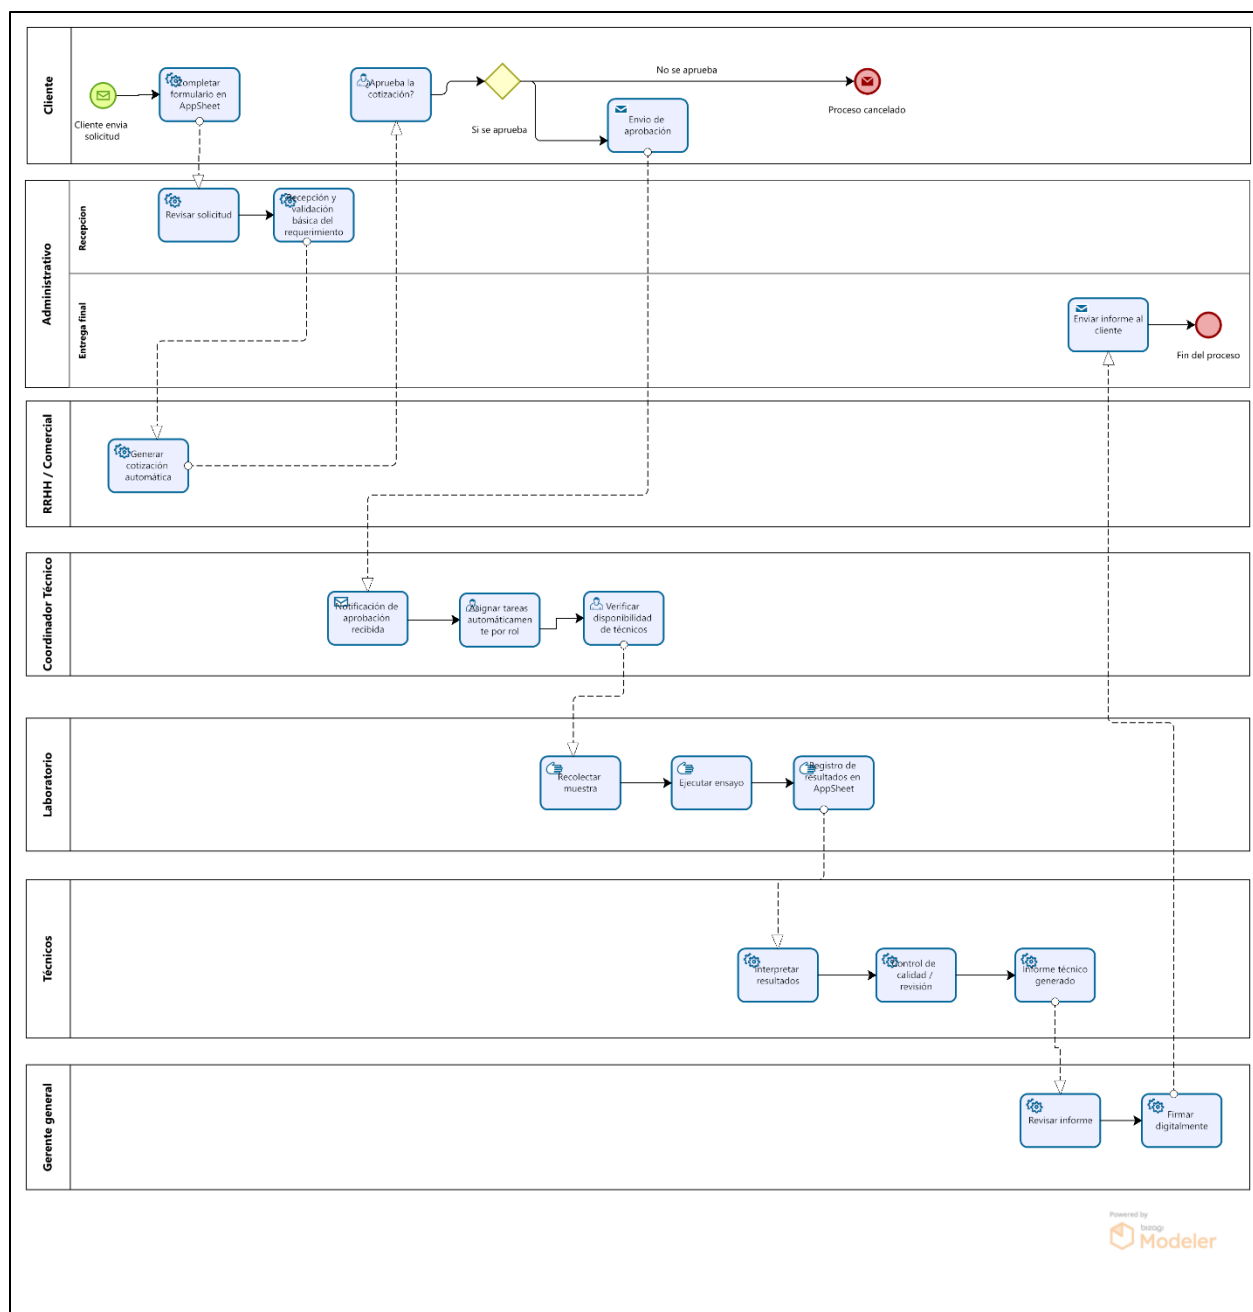 Cliente
Cliente envia
solicitud
Completar
formulario en
AppSheet
Aprueba la
cotización?
No se aprueba
Si se aprueba
Envio de
aprobación
Proceso cancelado
Administrativo
Recepcion
Revisar solicitud
Recepción y
validación
básica del
requerimiento
Entrega final
Enviar informe al
cliente
Fin del proceso
RRHH / Comercial
Generar
cotización
automática
Coordinador Técnico
Notificación de
aprobación
recibida
Asignar tareas
automáticame
nte por rol
Verificar
disponibilidad
de técnicos
Laboratorio
Recolectar
muestra
Ejecutar ensayo
Registro de
resultados en
AppSheet
Técnicos
Interpretar
resultados
Control de
calidad /
revisión
Informe técnico
generado
Gerente general
Revisar informe
Firmar
digitalmente
Powered by
bizagi
Modeler